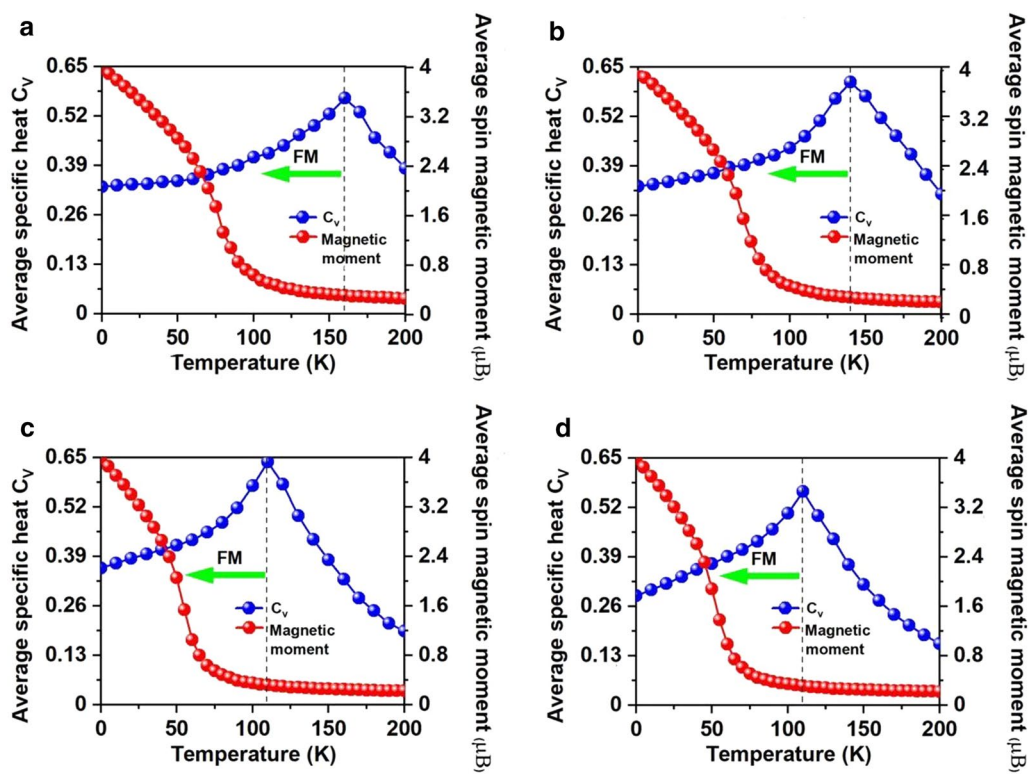 a
Average specific heat Cv
0.65
0.52
0.39
0.26
0.13
0
FM
Cv
Magnetic
moment
4
3.2
2.4
1.6
0.8
0
Average spin magnetic moment (μB)
0 50 100 150 200
Temperature (K)
b
Average specific heat Cv
0.65
0.52
0.39
0.26
0.13
0
FM
Cv
Magnetic
moment
4
3.2
2.4
1.6
0.8
0
Average spin magnetic moment (μB)
0 50 100 150 200
Temperature (K)
c
Average specific heat Cv
0.65
0.52
0.39
0.26
0.13
0
FM
Cv
Magnetic
moment
4
3.2
2.4
1.6
0.8
0
Average spin magnetic moment (μB)
0 50 100 150 200
Temperature (K)
d
Average specific heat Cv
0.65
0.52
0.39
0.26
0.13
0
FM
Cv
Magnetic
moment
4
3.2
2.4
1.6
0.8
0
Average spin magnetic moment (μB)
0 50 100 150 200
Temperature (K)